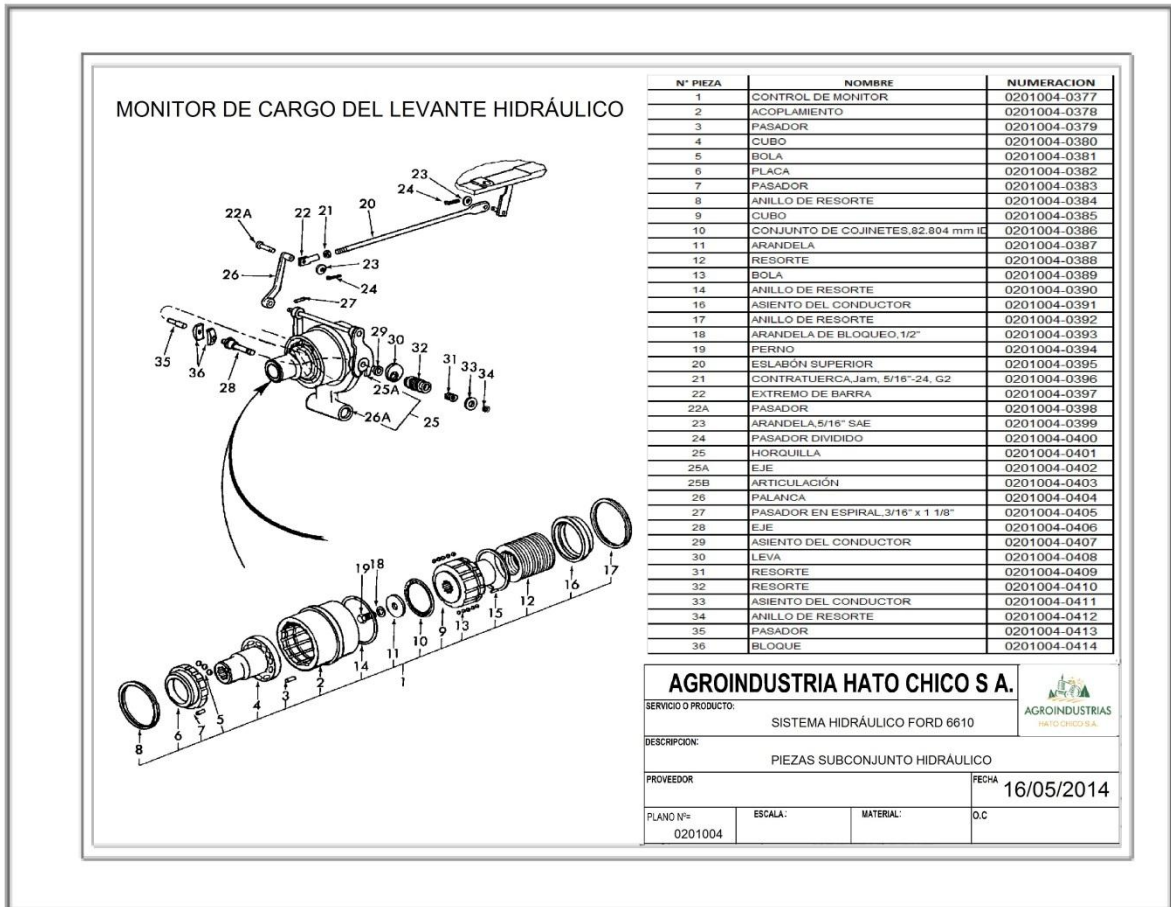 MONITOR DE CARGO DEL LEVANTE HIDRÁULICO
23
24
20
22A
22
21
26
23
24
27
35
36
28
29
30
32
31
33
34
25A
26A
25
17
16
12
15
13
9
10
11
18
19
14
1
2
3
4
5
7
6
8
N° PIEZA NOMBRE NUMERACION
1 CONTROL DE MONITOR 0201004-0377
2 ACOPLAMIENTO 0201004-0378
3 PASADOR 0201004-0379
4 CUBO 0201004-0380
5 BOLA 0201004-0381
6 PLACA 0201004-0382
7 PASADOR 0201004-0383
8 ANILLO DE RESORTE 0201004-0384
9 CUBO 0201004-0385
10 CONJUNTO DE COJINETES,82.804 mm ID 0201004-0386
11 ARANDELA 0201004-0387
12 RESORTE 0201004-0388
13 BOLA 0201004-0389
14 ANILLO DE RESORTE 0201004-0390
16 ASIENTO DEL CONDUCTOR 0201004-0391
17 ANILLO DE RESORTE 0201004-0392
18 ARANDELA DE BLOQUEO,1/2" 0201004-0393
19 PERNO 0201004-0394
20 ESLABÓN SUPERIOR 0201004-0395
21 CONTRATUERCA,Jam, 5/16"-24, G2 0201004-0396
22 EXTREMO DE BARRA 0201004-0397
22A PASADOR 0201004-0398
23 ARANDELA,5/16" SAE 0201004-0399
24 PASADOR DIVIDIDO 0201004-0400
25 HORQUILLA 0201004-0401
25A EJE 0201004-0402
25B ARTICULACIÓN 0201004-0403
26 PALANCA 0201004-0404
27 PASADOR EN ESPIRAL,3/16" x 1 1/8" 0201004-0405
28 EJE 0201004-0406
29 ASIENTO DEL CONDUCTOR 0201004-0407
30 LEVA 0201004-0408
31 RESORTE 0201004-0409
32 RESORTE 0201004-0410
33 ASIENTO DEL CONDUCTOR 0201004-0411
34 ANILLO DE RESORTE 0201004-0412
35 PASADOR 0201004-0413
36 BLOQUE 0201004-0414
AGROINDUSTRIA HATO CHICO S A.
SERVICIO O PRODUCTO:
SISTEMA HIDRÁULICO FORD 6610
AGROINDUSTRIAS
HATO CHICO S.A.
DESCRIPCION:
PIEZAS SUBCONJUNTO HIDRÁULICO
PROVEEDOR
FECHA 16/05/2014
PLANO Nº=
0201004
ESCALA:
MATERIAL:
O.C